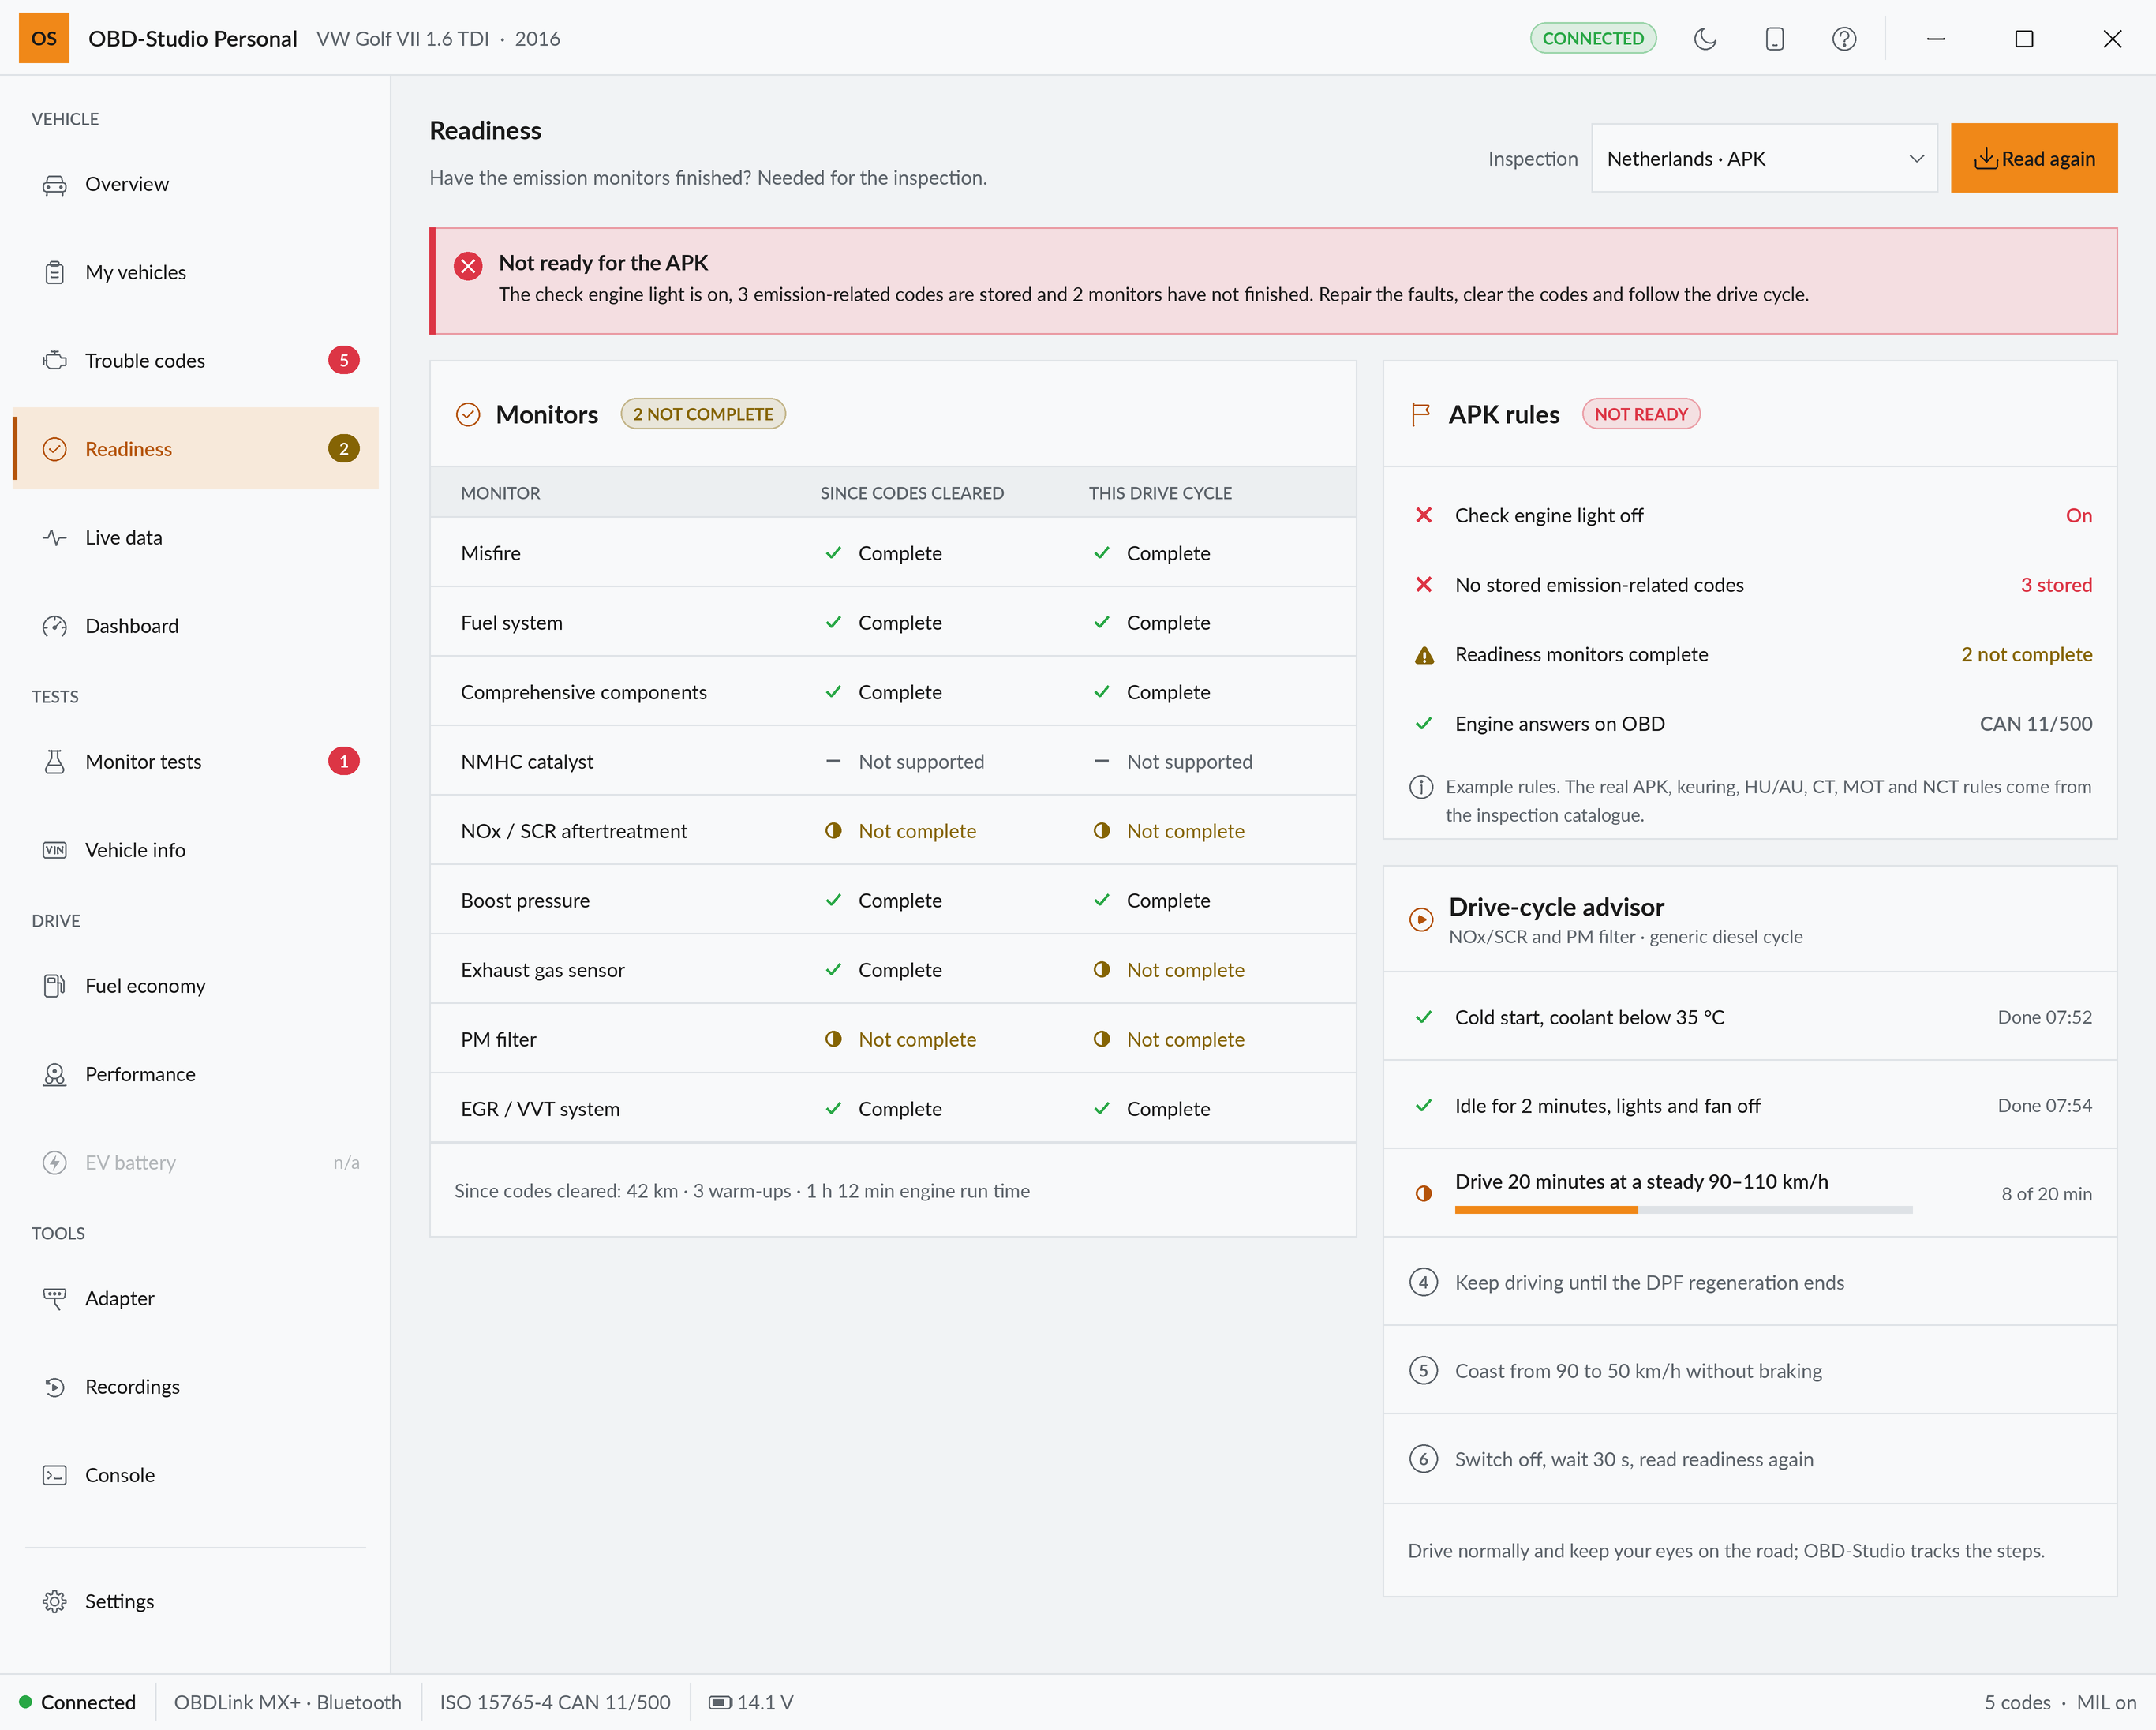 OS OBD-Studio Personal VW Golf VII 1.6 TDI · 2016 CONNECTED
VEHICLE
Overview
My vehicles
Trouble codes 5
Readiness 2
Live data
Dashboard
TESTS
Monitor tests 1
VIN Vehicle info
DRIVE
Fuel economy
Performance
EV battery n/a
TOOLS
Adapter
Recordings
Console
Settings
Readiness
Have the emission monitors finished? Needed for the inspection.
Inspection Netherlands · APK Read again
Not ready for the APK
The check engine light is on, 3 emission-related codes are stored and 2 monitors have not finished. Repair the faults, clear the codes and follow the drive cycle.
Monitors 2 NOT COMPLETE
MONITOR SINCE CODES CLEARED THIS DRIVE CYCLE
Misfire Complete Complete
Fuel system Complete Complete
Comprehensive components Complete Complete
NMHC catalyst Not supported Not supported
NOx / SCR aftertreatment Not complete Not complete
Boost pressure Complete Complete
Exhaust gas sensor Complete Not complete
PM filter Not complete Not complete
EGR / VVT system Complete Complete
Since codes cleared: 42 km · 3 warm-ups · 1 h 12 min engine run time
APK rules NOT READY
Check engine light off On
No stored emission-related codes 3 stored
Readiness monitors complete 2 not complete
Engine answers on OBD CAN 11/500
Example rules. The real APK, keuring, HU/AU, CT, MOT and NCT rules come from
the inspection catalogue.
Drive-cycle advisor
NOx/SCR and PM filter · generic diesel cycle
Cold start, coolant below 35 °C Done 07:52
Idle for 2 minutes, lights and fan off Done 07:54
Drive 20 minutes at a steady 90–110 km/h 8 of 20 min
4 Keep driving until the DPF regeneration ends
5 Coast from 90 to 50 km/h without braking
6 Switch off, wait 30 s, read readiness again
Drive normally and keep your eyes on the road; OBD-Studio tracks the steps.
Connected OBDLink MX+ · Bluetooth ISO 15765-4 CAN 11/500 14.1 V 5 codes · MIL on